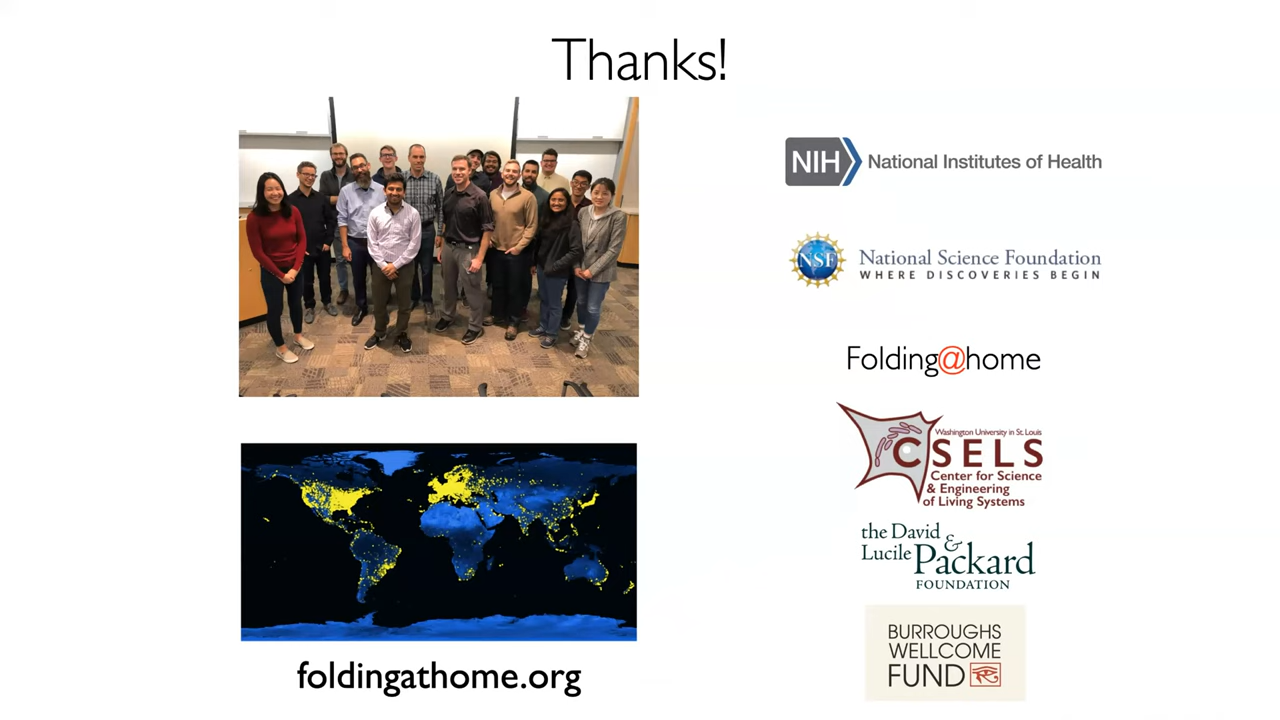 Thanks!
NIH National Institutes of Health
NSF National Science Foundation
WHERE DISCOVERIES BEGIN
Folding@home
Washington University in St. Louis
CSELS
Center for Science
& Engineering
of Living Systems
the David &
Lucile Packard
FOUNDATION
BURROUGHS
WELLCOME
FUND
foldingathome.org